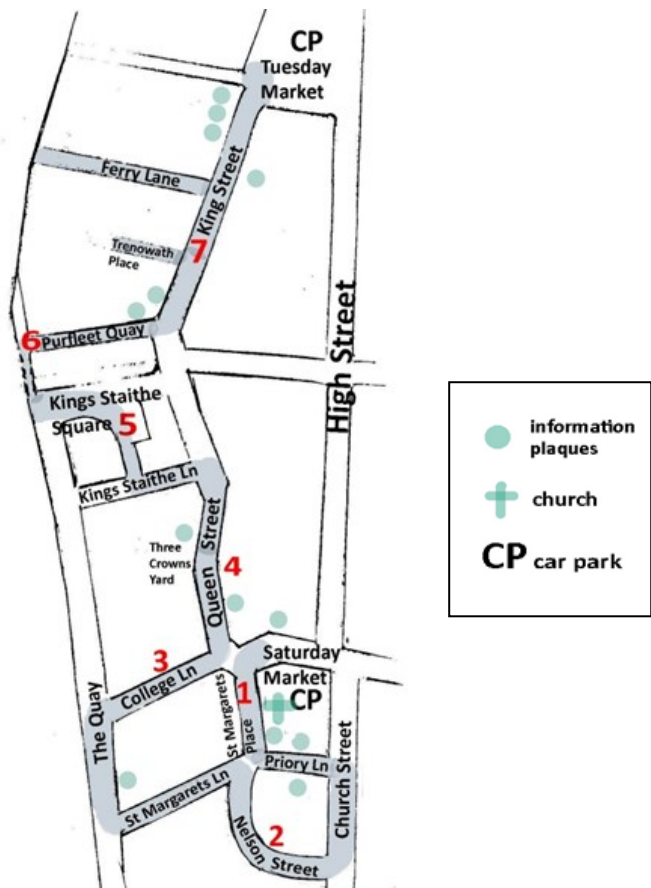 CP
Tuesday
Market
Ferry Lane
King Street
Trenowath
Place
7
6
Purfleet Quay
High Street
Kings Staithe
Square
5
Kings Staithe Ln
Three
Crowns
Yard
Queen Street
4
3
College Ln
Saturday
Market
CP
1
St Margarets
Place
The Quay
St Margarets Ln
Priory Ln
Church Street
2
Nelson Street
information
plaques
church
CP car park